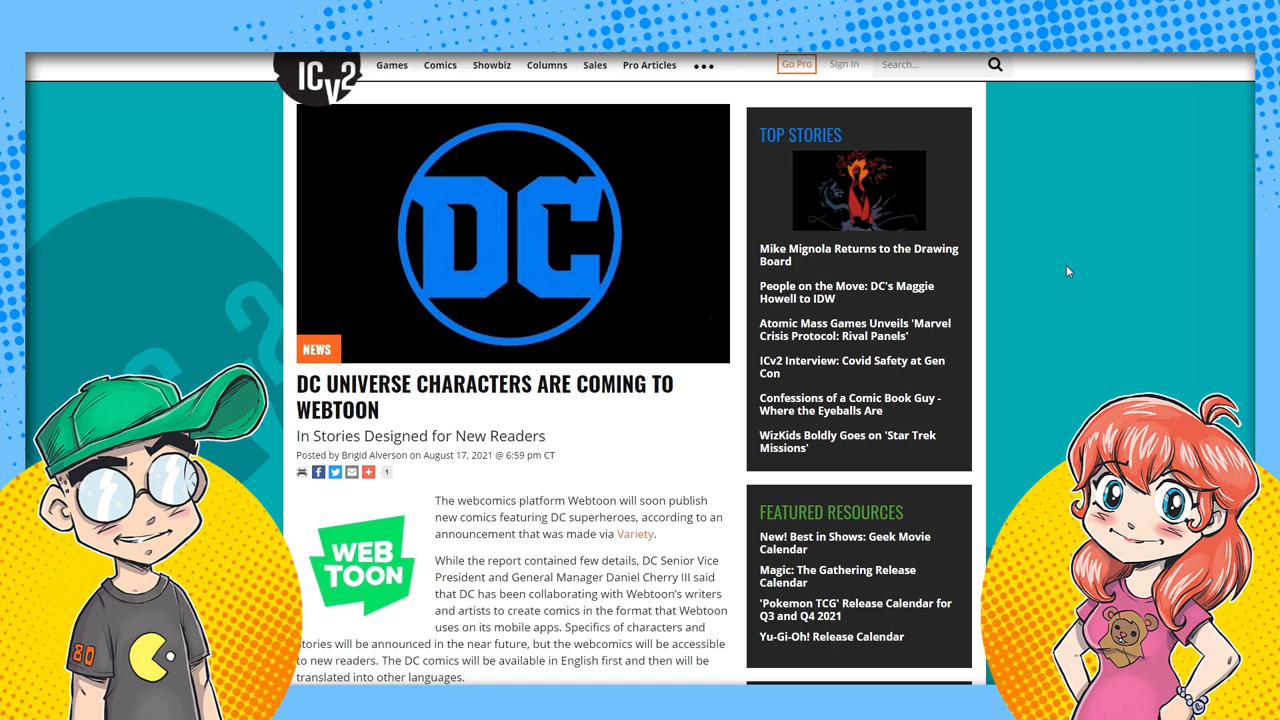 ICv2
Games Comics Showbiz Columns Sales Pro Articles ●●●
Go Pro Sign In Search...
DC
NEWS
DC UNIVERSE CHARACTERS ARE COMING TO
WEBTOON
In Stories Designed for New Readers
Posted by Brigid Alverson on August 17, 2021 @ 6:59 pm CT
1
WEB
TOON
The webcomics platform Webtoon will soon publish
new comics featuring DC superheroes, according to an
announcement that was made via Variety.
While the report contained few details, DC Senior Vice
President and General Manager Daniel Cherry III said
that DC has been collaborating with Webtoon’s writers
and artists to create comics in the format that Webtoon
uses on its mobile apps. Specifics of characters and
stories will be announced in the near future, but the webcomics will be accessible
to new readers. The DC comics will be available in English first and then will be
translated into other languages.
TOP STORIES
Mike Mignola Returns to the Drawing
Board
People on the Move: DC's Maggie
Howell to IDW
Atomic Mass Games Unveils 'Marvel
Crisis Protocol: Rival Panels'
ICv2 Interview: Covid Safety at Gen
Con
Confessions of a Comic Book Guy -
Where the Eyeballs Are
WizKids Boldly Goes on 'Star Trek
Missions'
FEATURED RESOURCES
New! Best in Shows: Geek Movie
Calendar
Magic: The Gathering Release
Calendar
'Pokemon TCG' Release Calendar for
Q3 and Q4 2021
Yu-Gi-Oh! Release Calendar
80